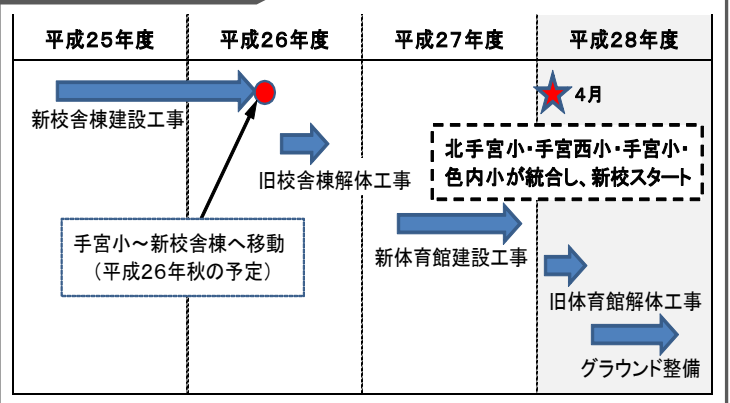 平成25年度
平成26年度
平成27年度
平成28年度
新校舎棟建設工事
4月
北手宮小・手宮西小・手宮小・
色内小が統合し、新校スタート
旧校舎棟解体工事
手宮小～新校舎棟へ移動
（平成26年秋の予定）
新体育館建設工事
旧体育館解体工事
グラウンド整備